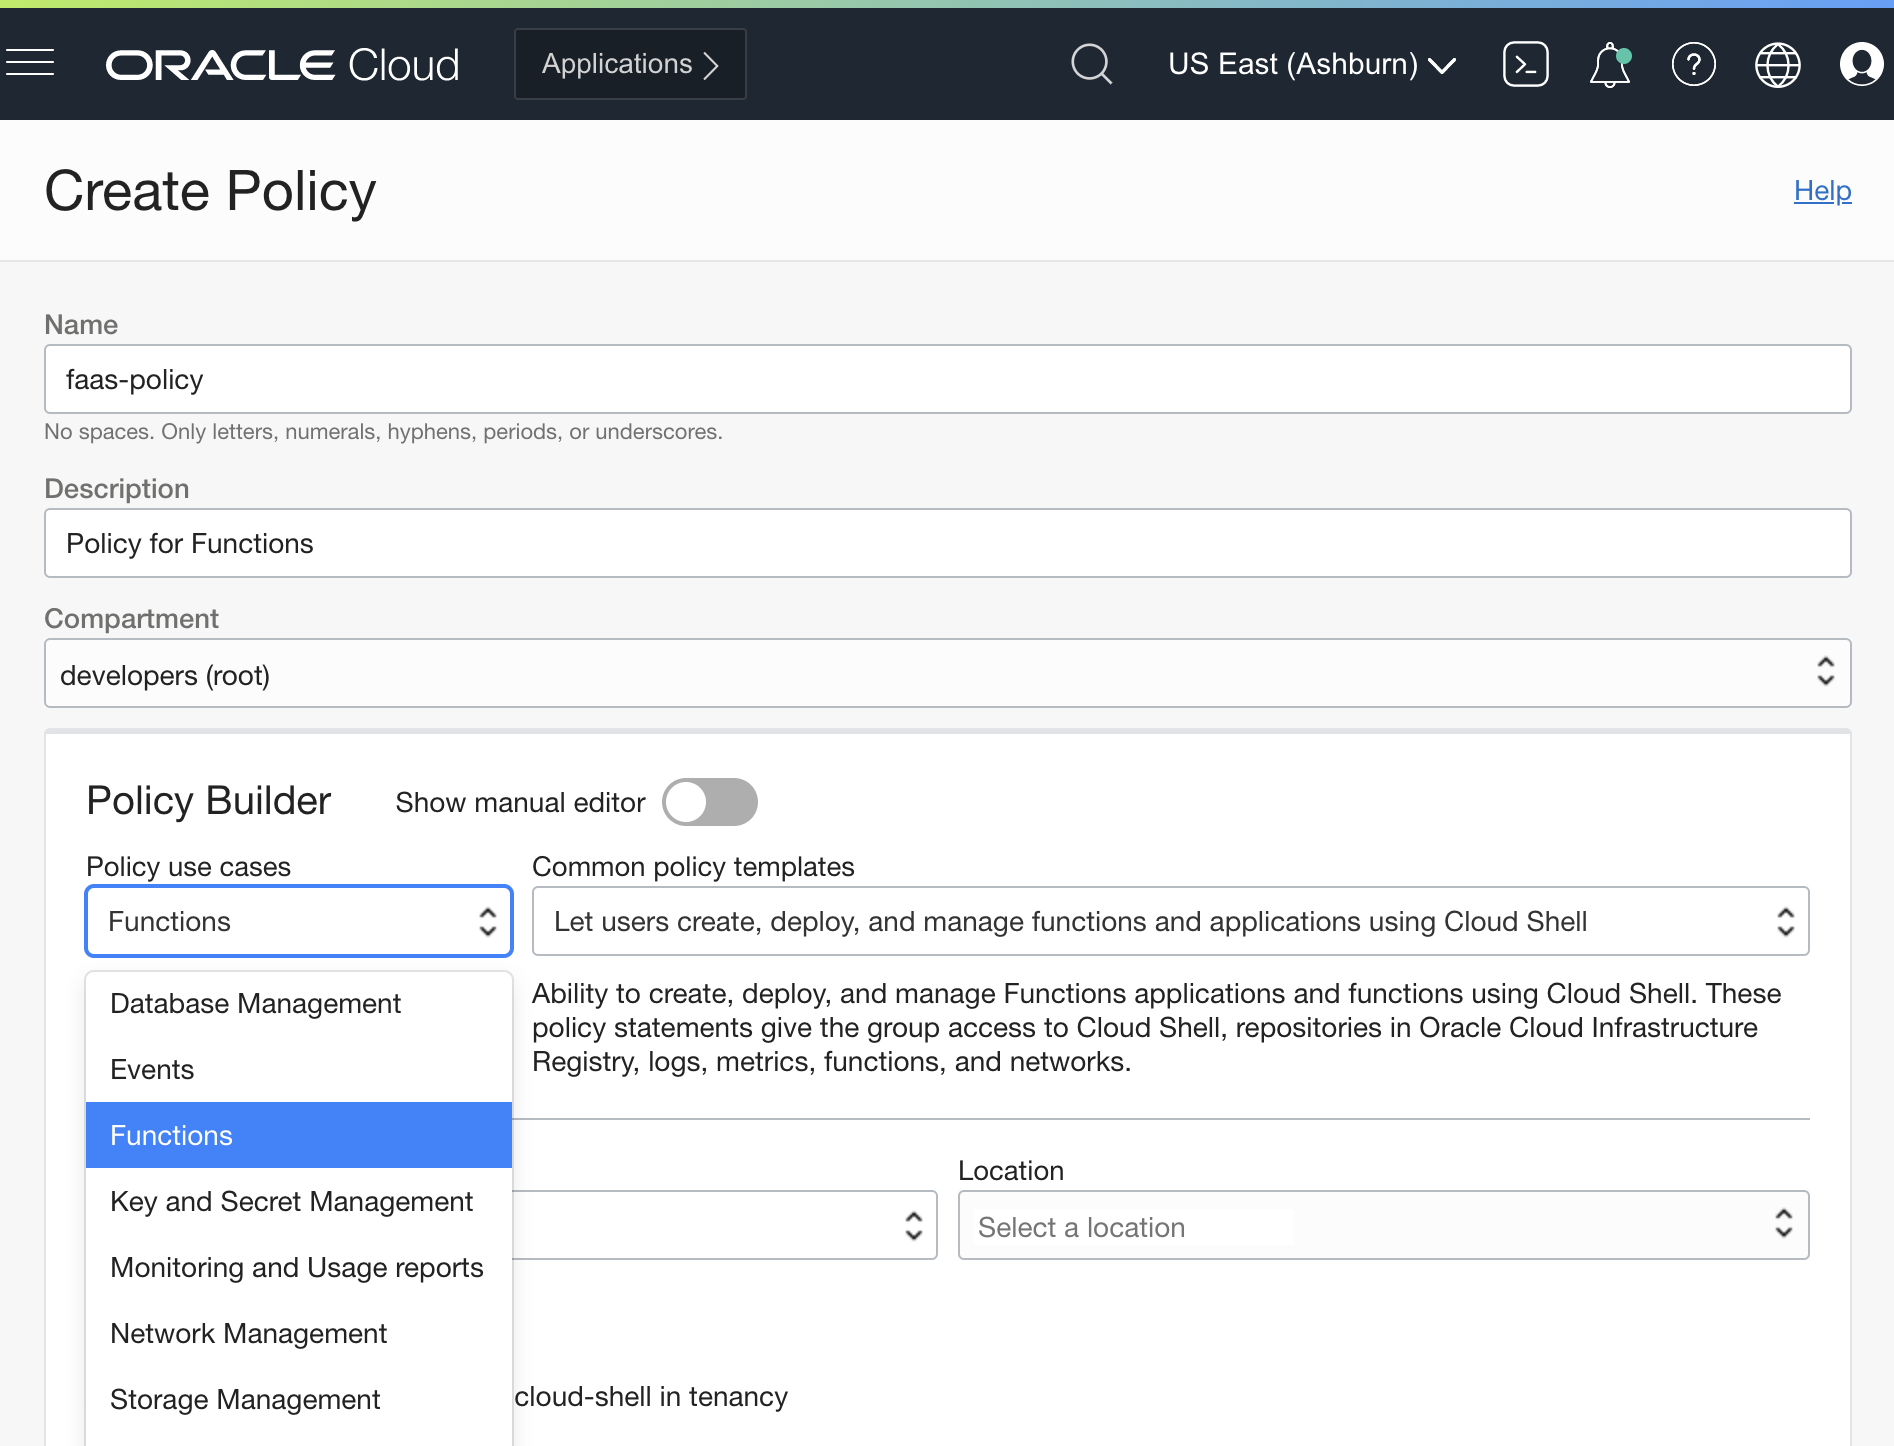 ORACLE Cloud
Applications
US East (Ashburn)
Create Policy
Help
Name
faas-policy
No spaces. Only letters, numerals, hyphens, periods, or underscores.
Description
Policy for Functions
Compartment
developers (root)
Policy Builder
Show manual editor
Policy use cases
Common policy templates
Functions
Let users create, deploy, and manage functions and applications using Cloud Shell
Ability to create, deploy, and manage Functions applications and functions using Cloud Shell. These
policy statements give the group access to Cloud Shell, repositories in Oracle Cloud Infrastructure
Registry, logs, metrics, functions, and networks.
Database Management
Events
Functions
Key and Secret Management
Monitoring and Usage reports
Network Management
Storage Management
Location
Select a location
cloud-shell in tenancy